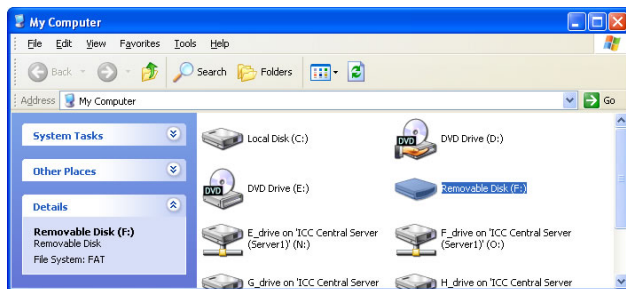 My Computer
File Edit View Favorites Tools Help
Back Search Folders
Address My Computer Go
System Tasks
Other Places
Details
Removable Disk (F:)
Removable Disk
File System: FAT
Local Disk (C:)
DVD Drive (D:)
DVD
DVD Drive (E:)
DVD
Removable Disk (F:)
E_drive on 'ICC Central Server
(Server1)' (N:)
F_drive on 'ICC Central Server
(Server1)' (O:)
G_drive on 'ICC Central Server
H_drive on 'ICC Central Server